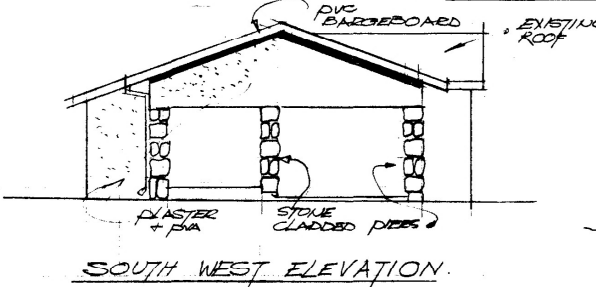 PVC
BARGEBOARD
EXISTING
ROOF
PLASTER
+ PVA
STONE
CLADDED PIERS
SOUTH WEST ELEVATION.